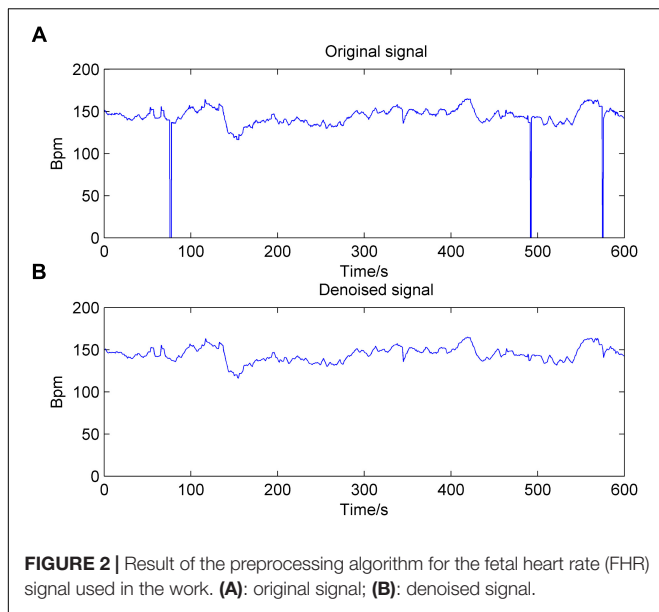 A
Original signal
200
150
100
50
0
Bpm
0 100 200 300 400 500 600
Time/s
B
Denoised signal
200
150
100
50
0
Bpm
0 100 200 300 400 500 600
Time/s
FIGURE 2 | Result of the preprocessing algorithm for the fetal heart rate (FHR)
signal used in the work. (A): original signal; (B): denoised signal.